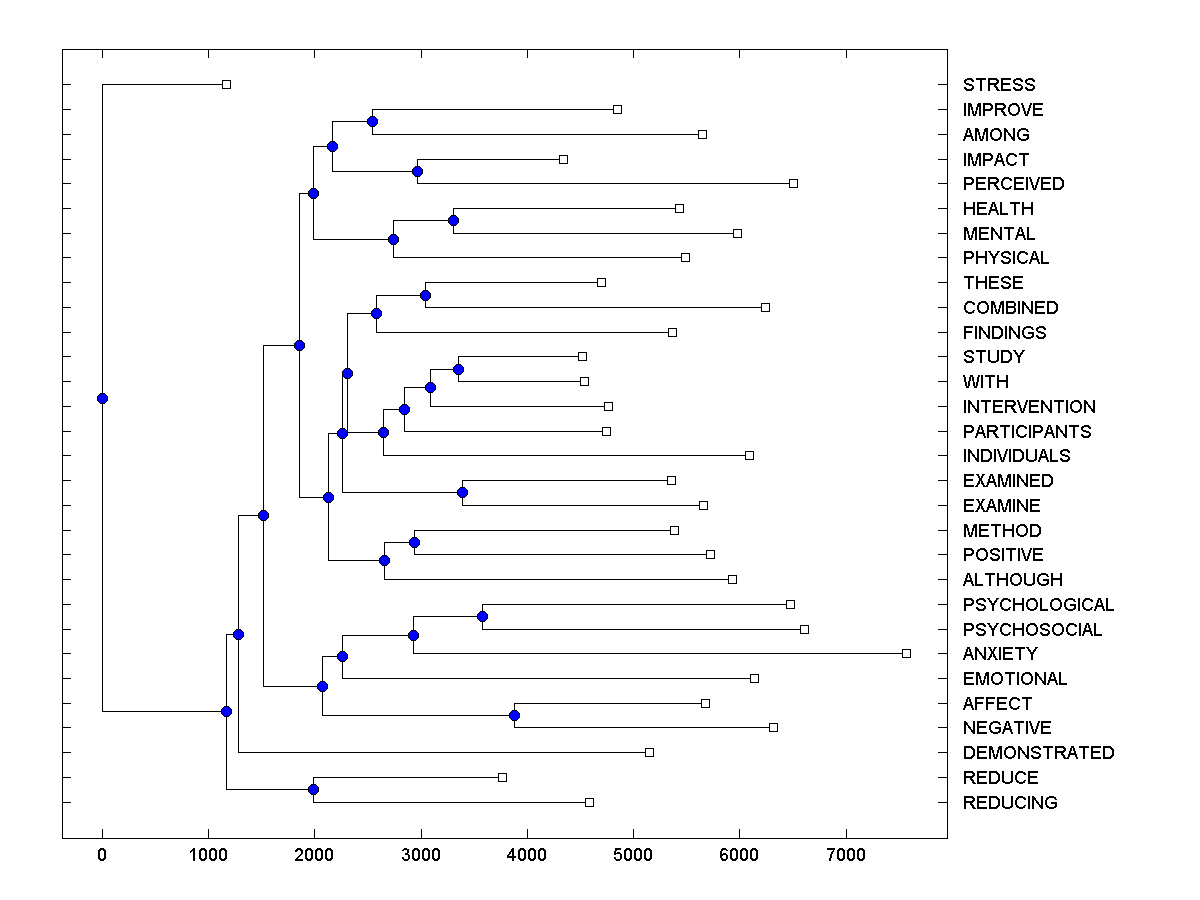 STRESS
IMPROVE
AMONG
IMPACT
PERCEIVED
HEALTH
MENTAL
PHYSICAL
THESE
COMBINED
FINDINGS
STUDY
WITH
INTERVENTION
PARTICIPANTS
INDIVIDUALS
EXAMINED
EXAMINE
METHOD
POSITIVE
ALTHOUGH
PSYCHOLOGICAL
PSYCHOSOCIAL
ANXIETY
EMOTIONAL
AFFECT
NEGATIVE
DEMONSTRATED
REDUCE
REDUCING
0 1000 2000 3000 4000 5000 6000 7000